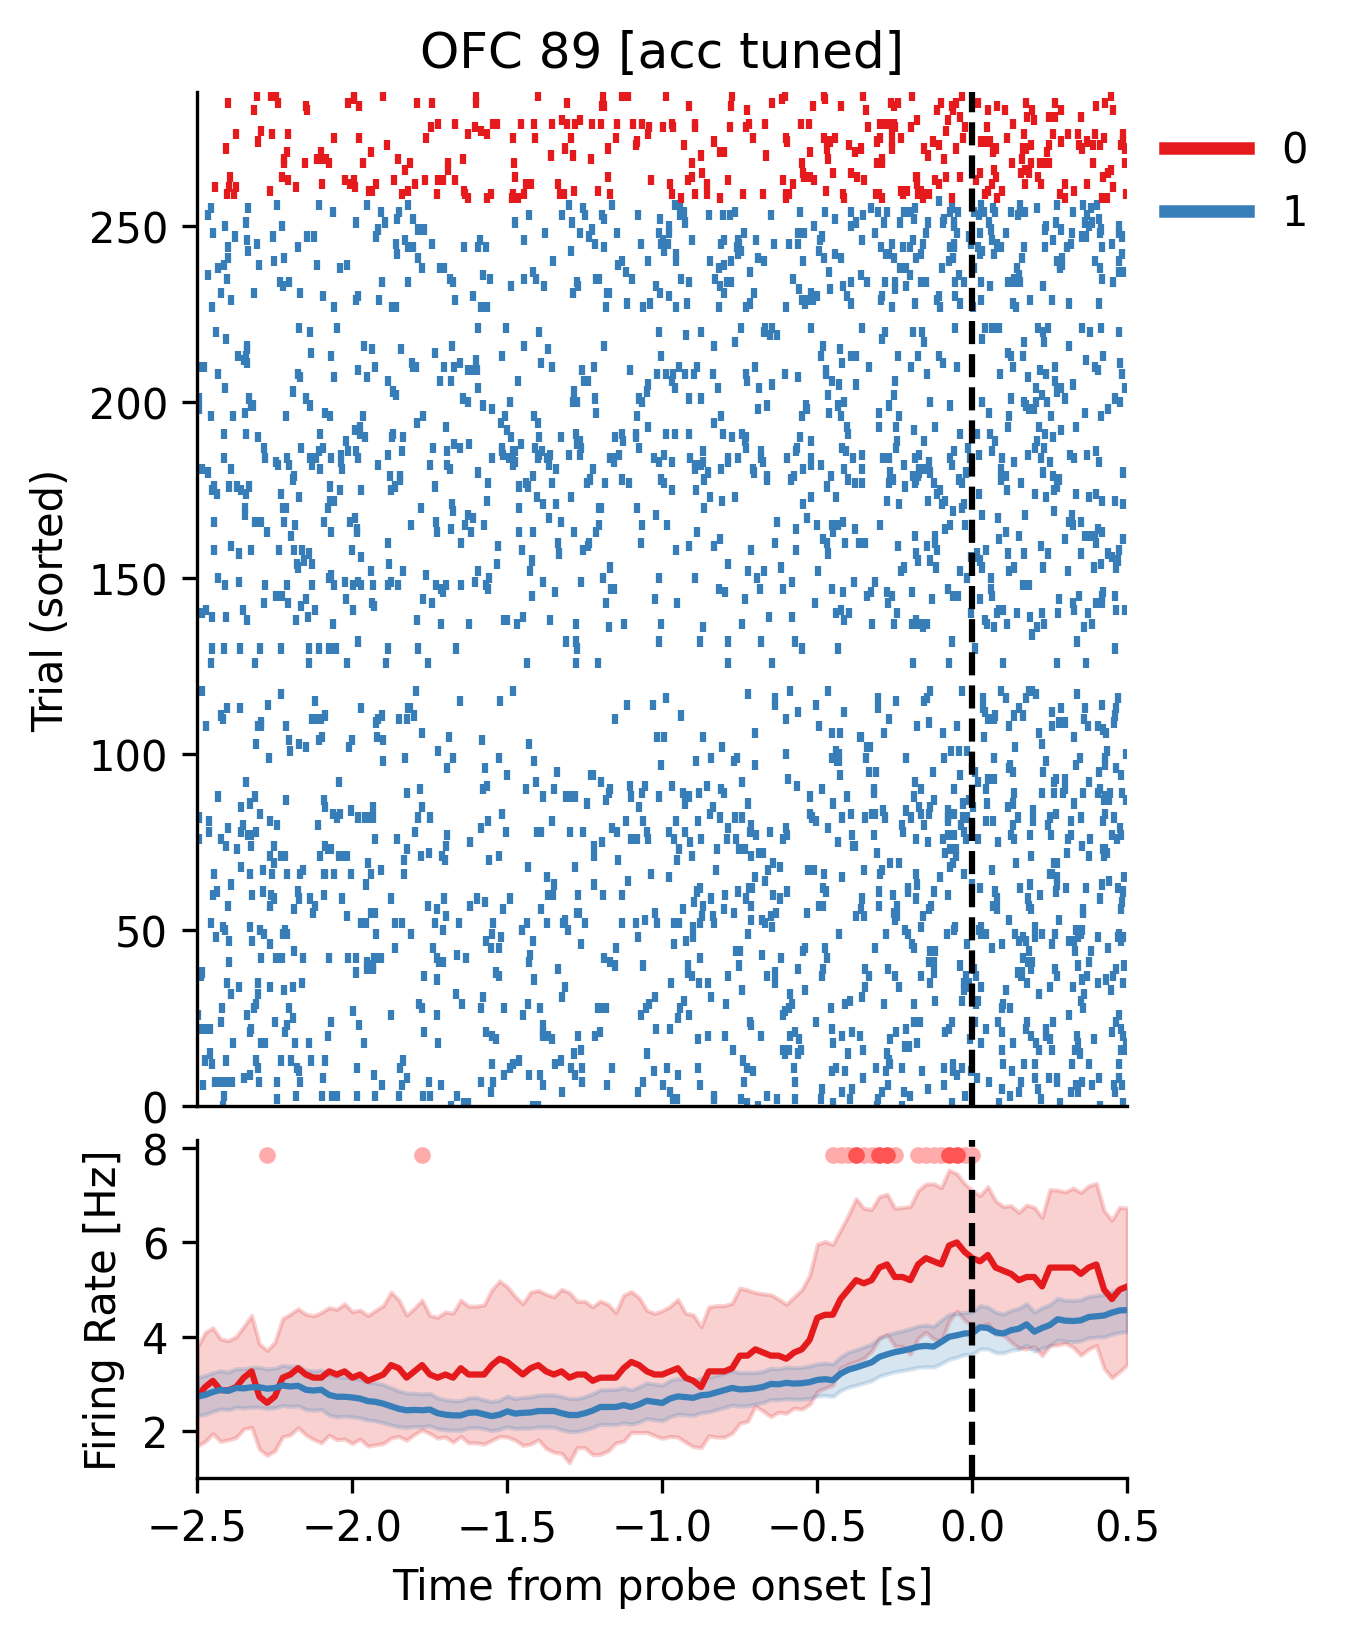 OFC 89 [acc tuned]
0
1
Trial (sorted)
250
200
150
100
50
0
Firing Rate [Hz]
8
6
4
2
−2.5 −2.0 −1.5 −1.0 −0.5 0.0 0.5
Time from probe onset [s]